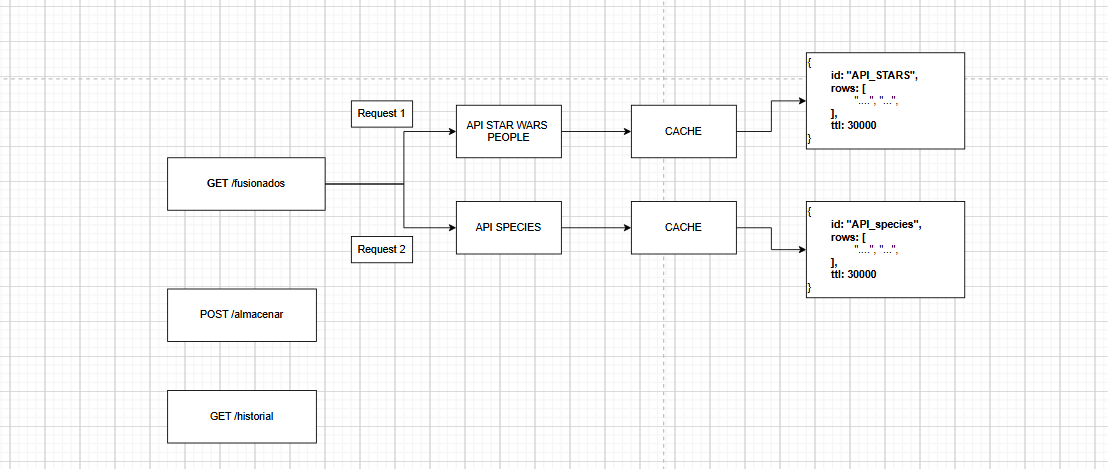 Request 1
API STAR WARS
PEOPLE
CACHE
{
id: "API_STARS",
rows: [
"....", "...",
],
ttl: 30000
}
GET /fusionados
Request 2
API SPECIES
CACHE
{
id: "API_species",
rows: [
"....", "...",
],
ttl: 30000
}
POST /almacenar
GET /historial